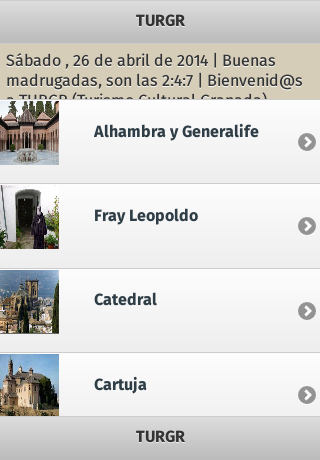 TURGR
Sábado , 26 de abril de 2014 | Buenas
madrugadas, son las 2:4:7 | Bienvenid@s
a TURGR (Turismo Cultural Granada)
Alhambra y Generalife
Fray Leopoldo
Catedral
Cartuja
TURGR